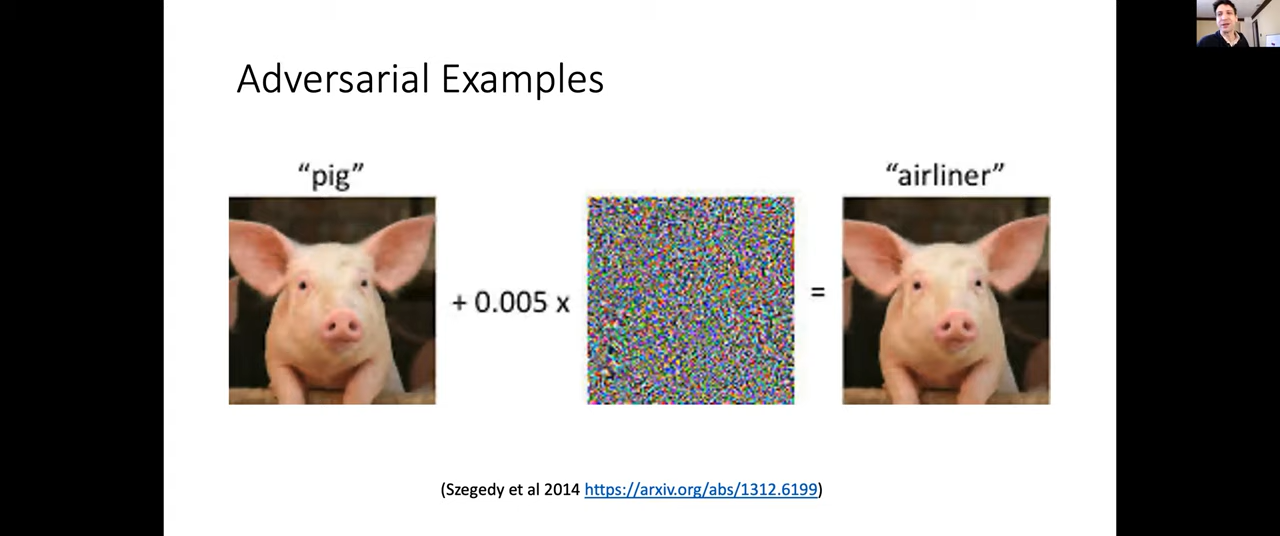 Adversarial Examples
“pig”
“airliner”
+ 0.005 x
=
(Szegedy et al 2014 https://arxiv.org/abs/1312.6199)